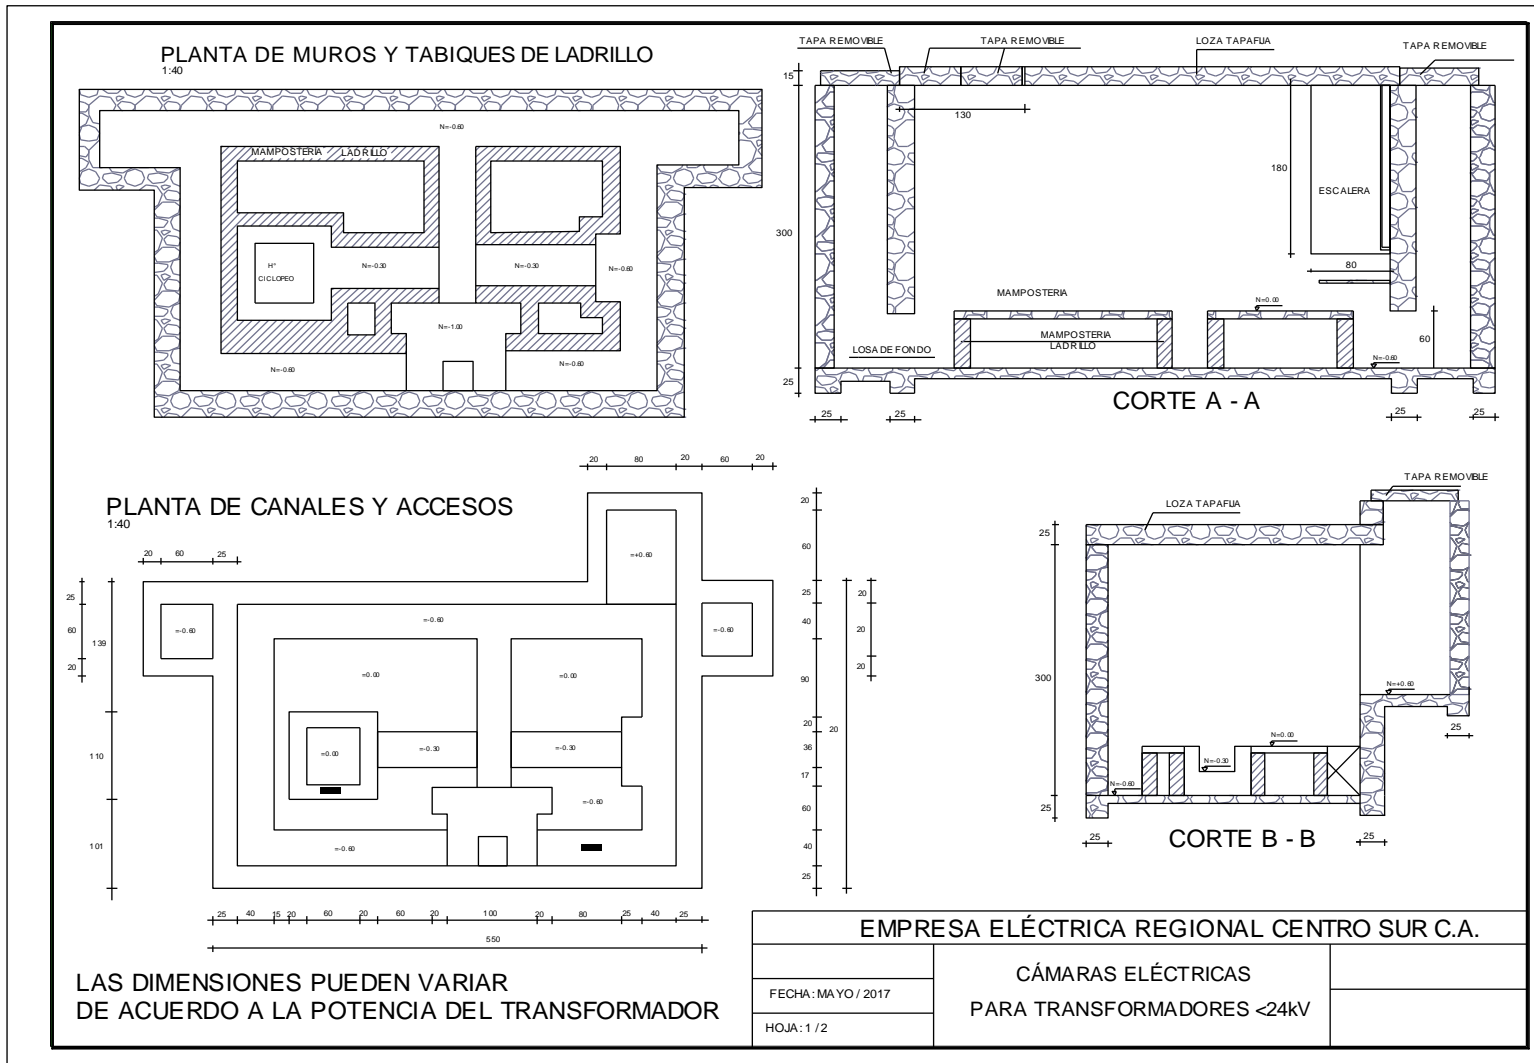 PLANTA DE MUROS Y TABIQUES DE LADRILLO
1:40
N=-0.60
MAMPOSTERIA LADRILLO
Hº
CICLOPEO
N=-0.30
N=-0.30
N=-0.60
N=-1.00
N=-0.60
N=-0.60
TAPA REMOVIBLE
TAPA REMOVIBLE
LOZA TAPA FIJA
TAPA REMOVIBLE
15
130
180
ESCALERA
300
80
MAMPOSTERIA
N=0.00
MAMPOSTERIA
LADRILLO
LOSA DE FONDO
60
N=-0.60
25
CORTE A - A
25
25
25
25
PLANTA DE CANALES Y ACCESOS
1:40
20
80
20
60
20
20
60
25
=+0.60
25
60
20
139
110
101
=-0.60
=-0.60
=-0.60
=0.00
=0.00
=0.00
=-0.30
=-0.30
=-0.60
=-0.60
20
60
25
40
90
20
36
17
60
40
25
20
20
20
20
25
40
15
20
60
20
60
20
100
20
80
25
40
25
550
TAPA REMOVIBLE
LOZA TAPA FIJA
25
300
N=+0.60
25
N=0.00
N=-0.30
N=-0.60
25
25
25
CORTE B - B
LAS DIMENSIONES PUEDEN VARIAR
DE ACUERDO A LA POTENCIA DEL TRANSFORMADOR
EMPRESA ELÉCTRICA REGIONAL CENTRO SUR C.A.
CÁMARAS ELÉCTRICAS
PARA TRANSFORMADORES <24kV
FECHA: MAYO / 2017
HOJA: 1 / 2